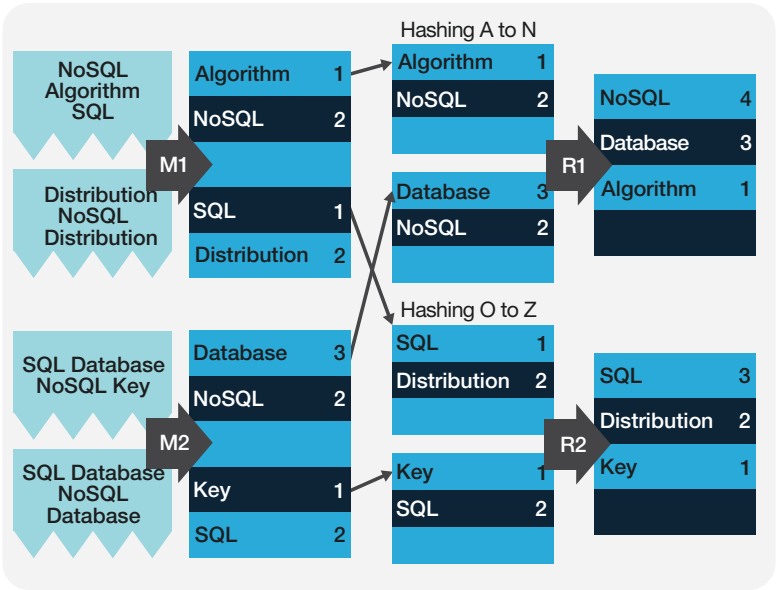 NoSQL
Algorithm
SQL
Distribution
NoSQL
Distribution
M1
Algorithm 1
NoSQL 2
SQL 1
Distribution 2
SQL Database
NoSQL Key
SQL Database
NoSQL
Database
M2
Database 3
NoSQL 2
Key 1
SQL 2
Hashing A to N
Algorithm 1
NoSQL 2
Database 3
NoSQL 2
Hashing O to Z
SQL 1
Distribution 2
Key 1
SQL 2
R1
NoSQL 4
Database 3
Algorithm 1
R2
SQL 3
Distribution 2
Key 1